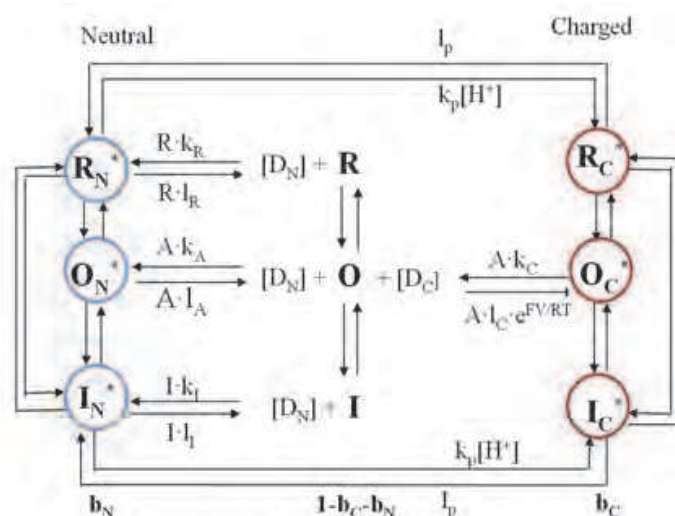 Neutral Charged
l_p
k_p[H⁺]
R_N* R·k_R [D_N] + R R_C*
R·l_R
O_N* A·k_A [D_N] + O + [D_C] A·k_C O_C*
A·l_A A·l_C·e^FV/RT
I_N* I·k_I [D_N] + I I_C*
I·l_I
k_p[H⁺]
b_N 1-b_C-b_N l_p b_C